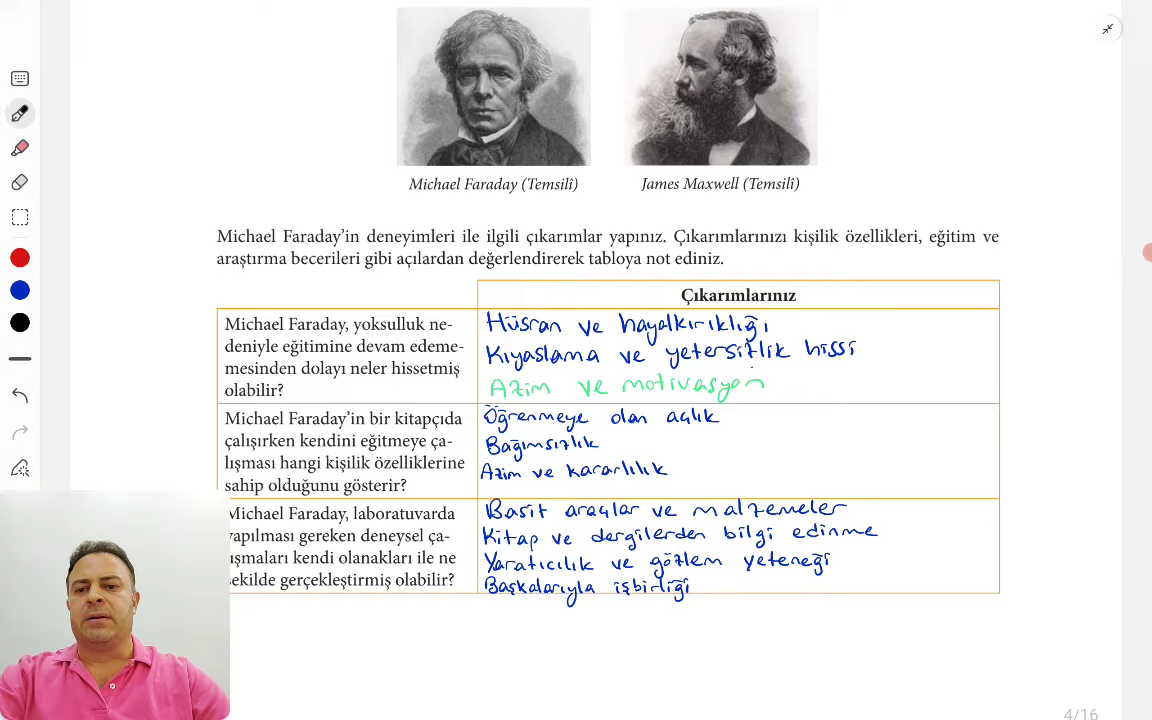 Michael Faraday (Temsilî)
James Maxwell (Temsilî)
Michael Faraday'in deneyimleri ile ilgili çıkarımlar yapınız. Çıkarımlarınızı kişilik özellikleri, eğitim ve
araştırma becerileri gibi açılardan değerlendirerek tabloya not ediniz.
Çıkarımlarınız
Michael Faraday, yoksulluk ne-
deniyle eğitimine devam edeme-
mesinden dolayı neler hissetmiş
olabilir?
Hüsran ve hayalkırıklığı
Kıyaslama ve yetersizlik hissi
Azim ve motivasyon
Michael Faraday'in bir kitapçıda
çalışırken kendini eğitmeye ça-
lışması hangi kişilik özelliklerine
sahip olduğunu gösterir?
Öğrenmeye olan açlık
Bağımsızlık
Azim ve kararlılık
Michael Faraday, laboratuvarda
yapılması gereken deneysel ça-
lışmaları kendi olanakları ile ne
şekilde gerçekleştirmiş olabilir?
Basit araçlar ve malzemeler
Kitap ve dergilerden bilgi edinme
Yaratıcılık ve gözlem yeteneği
Başkalarıyla işbirliği
4/16